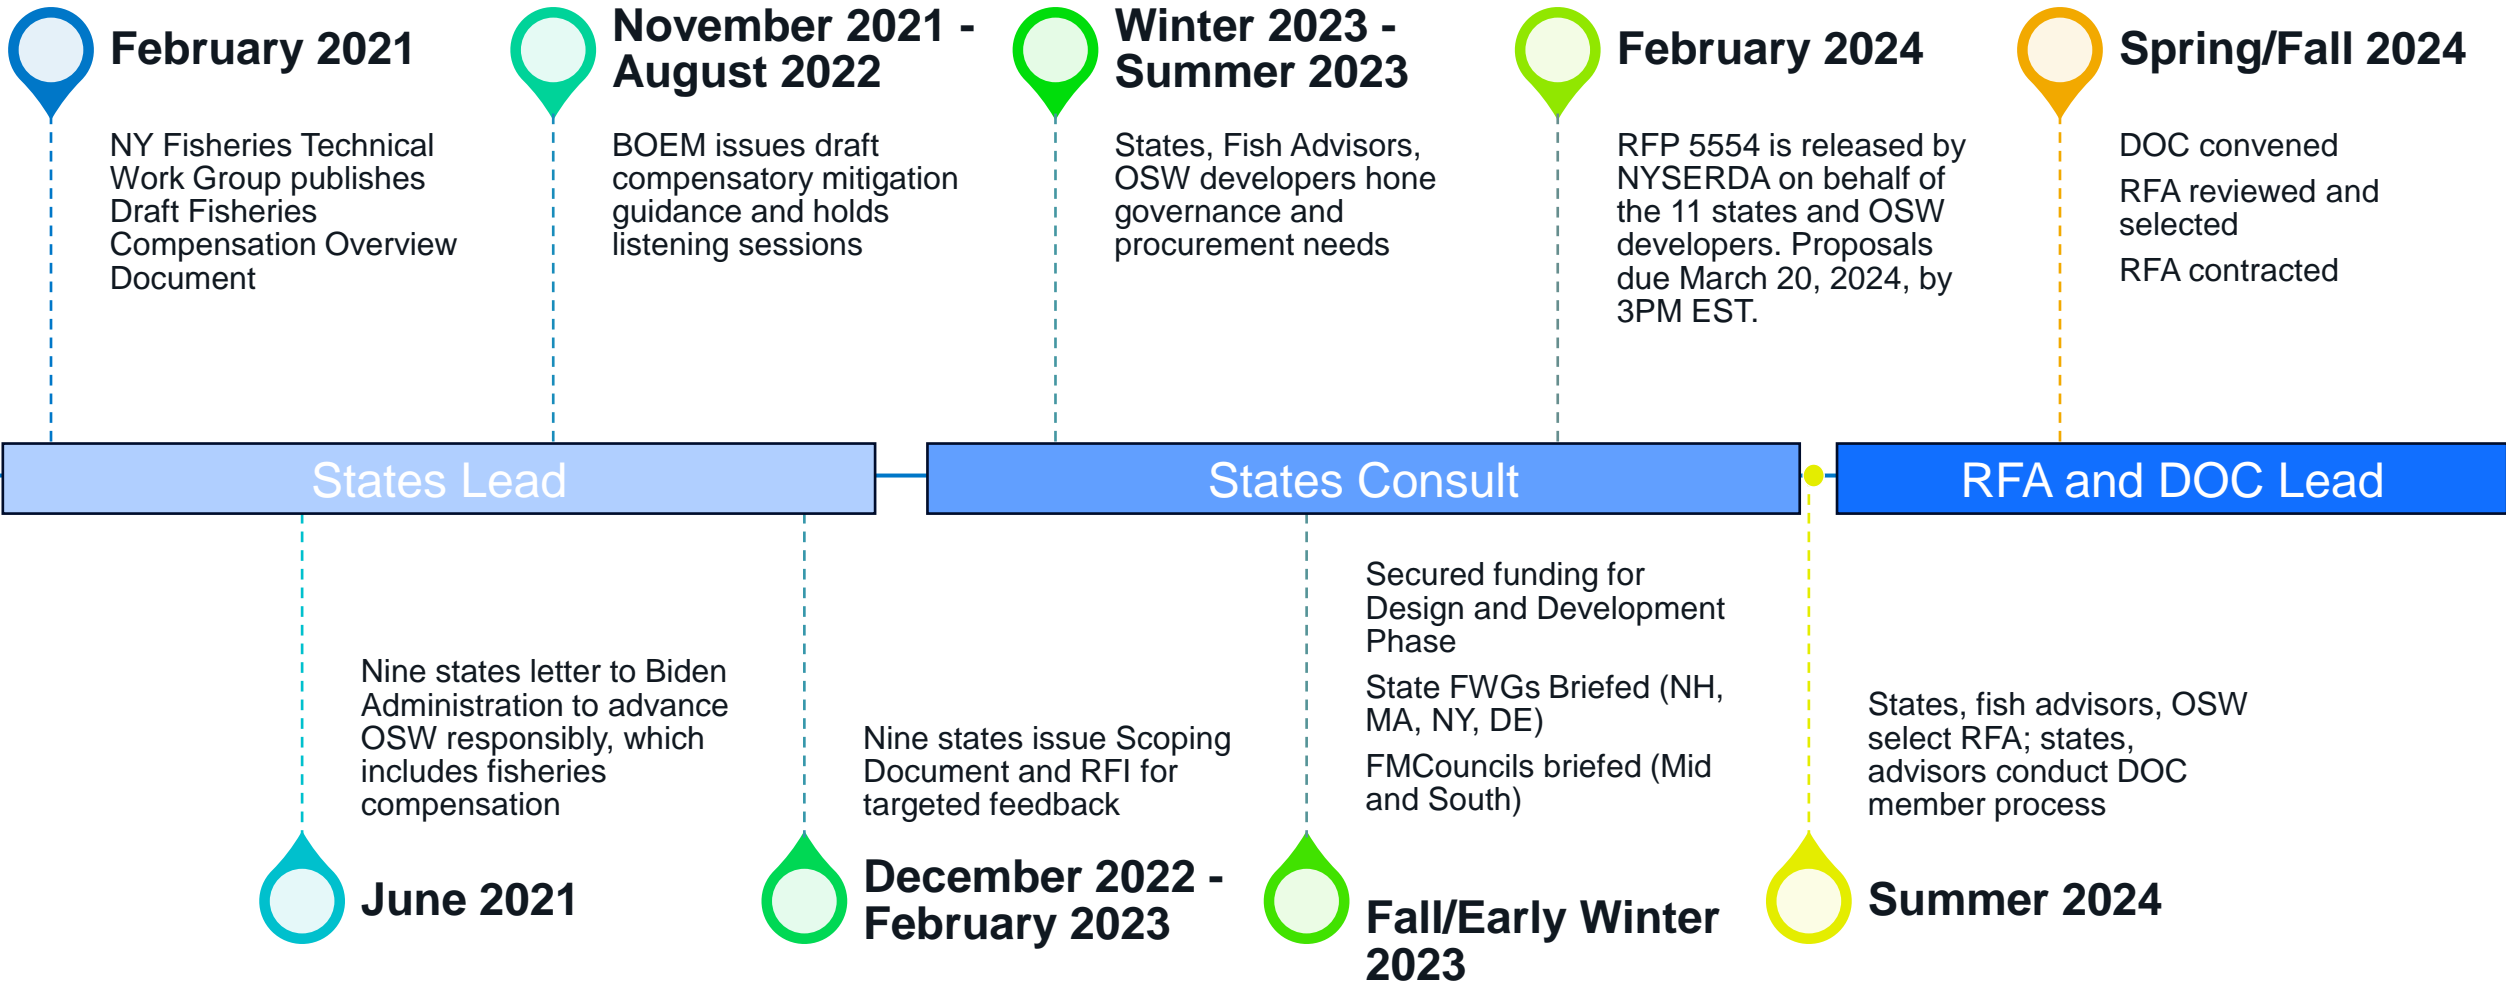 February 2021
NY Fisheries Technical
Work Group publishes
Draft Fisheries
Compensation Overview
Document
November 2021 -
August 2022
BOEM issues draft
compensatory mitigation
guidance and holds
listening sessions
Winter 2023 -
Summer 2023
States, Fish Advisors,
OSW developers hone
governance and
procurement needs
February 2024
RFP 5554 is released by
NYSERDA on behalf of
the 11 states and OSW
developers. Proposals
due March 20, 2024, by
3PM EST.
Spring/Fall 2024
DOC convened
RFA reviewed and
selected
RFA contracted
States Lead
States Consult
RFA and DOC Lead
Nine states letter to Biden
Administration to advance
OSW responsibly, which
includes fisheries
compensation
June 2021
Nine states issue Scoping
Document and RFI for
targeted feedback
December 2022 -
February 2023
Secured funding for
Design and Development
Phase
State FWGs Briefed (NH,
MA, NY, DE)
FMCouncils briefed (Mid
and South)
Fall/Early Winter
2023
States, fish advisors, OSW
select RFA; states,
advisors conduct DOC
member process
Summer 2024